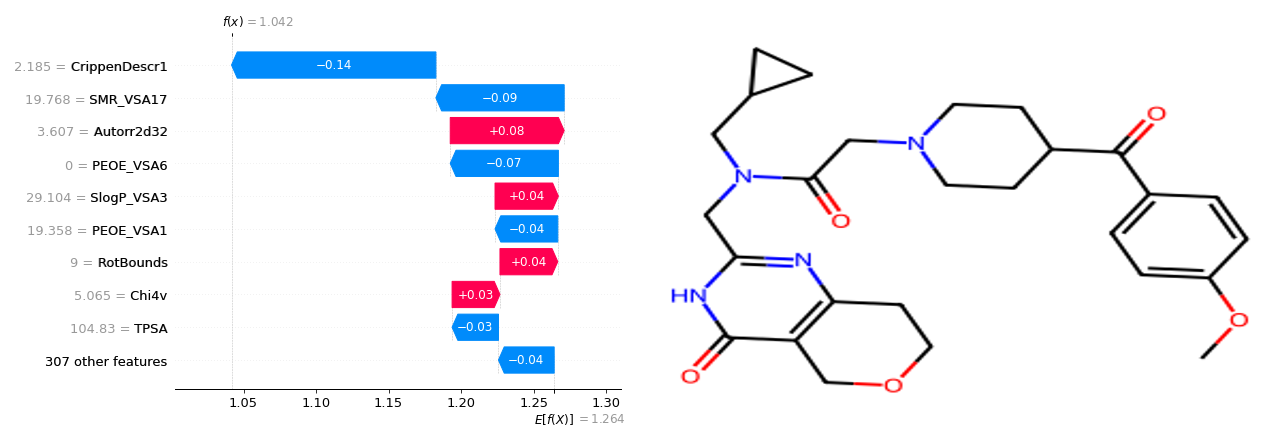 f(x) = 1.042
2.185 = CrippenDescr1
−0.14
19.768 = SMR_VSA17
−0.09
3.607 = Autorr2d32
+0.08
0 = PEOE_VSA6
−0.07
29.104 = SlogP_VSA3
+0.04
19.358 = PEOE_VSA1
−0.04
9 = RotBounds
+0.04
5.065 = Chi4v
+0.03
104.83 = TPSA
−0.03
307 other features
−0.04
1.05 1.10 1.15 1.20 1.25 1.30
E[f(X)] = 1.264
O
N
N
O
N
HN
O
O
O